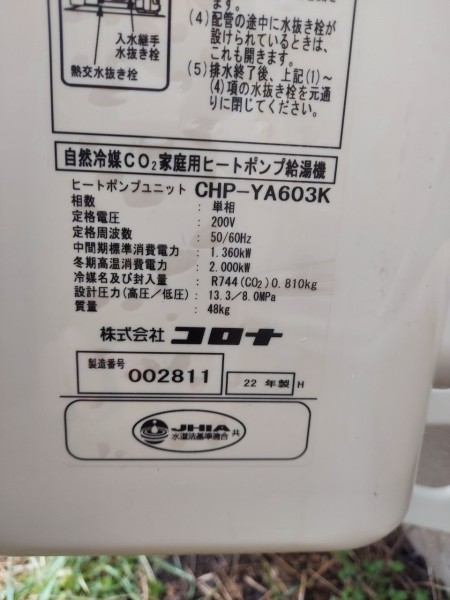 ます。
(4)配管の途中に水抜き栓が
設けられているときは、
これも開きます。
(5)排水終了後、上記(1)～
(4)項の水抜き栓を元通
りに閉じてください。
入水継手
水抜き栓
熱交水抜き栓
自然冷媒CO₂家庭用ヒートポンプ給湯機
ヒートポンプユニット CHP-YA603K
相数 : 単相
定格電圧 : 200V
定格周波数 : 50/60Hz
中間期標準消費電力 : 1.360kW
冬期高温消費電力 : 2.000kW
冷媒名及び封入量 : R744(CO2)0.810kg
設計圧力(高圧/低圧) : 13.3/8.0MPa
質量 : 48kg
株式会社 コロナ
製造番号 002811 22 年製 H
JHIA 共
水湿法基準適合